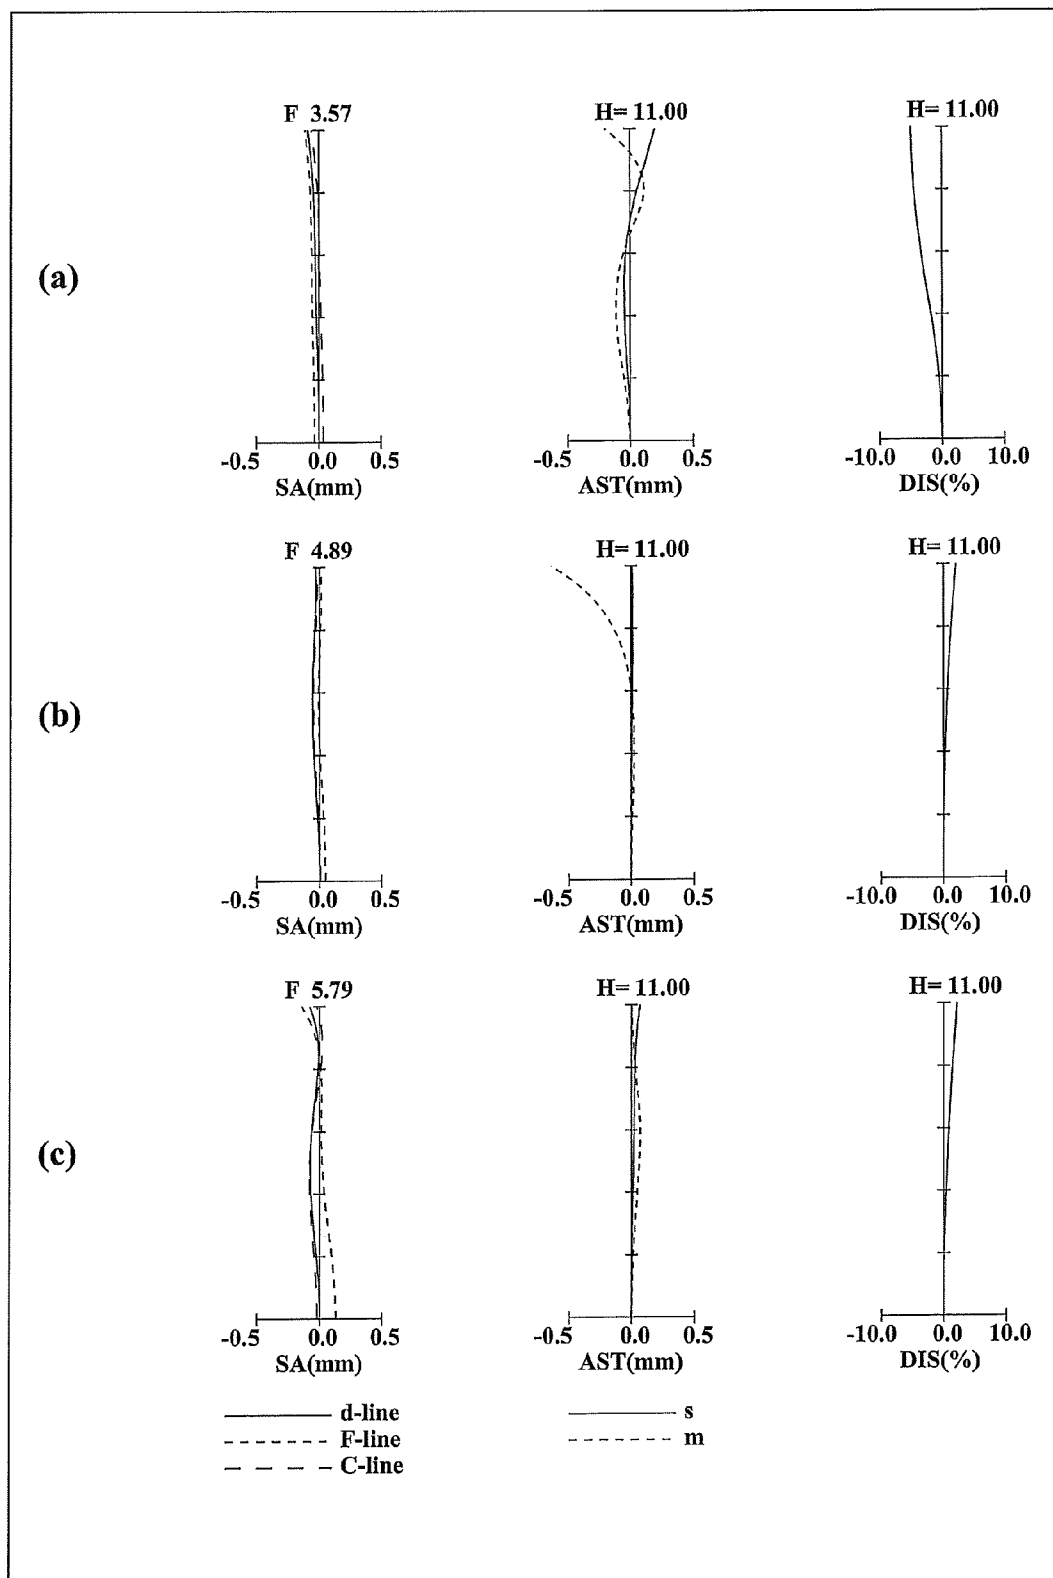 F 3.57 H= 11.00 H= 11.00
(a)
-0.5 0.0 0.5 -0.5 0.0 0.5 -10.0 0.0 10.0
SA(mm) AST(mm) DIS(%)
F 4.89 H= 11.00 H= 11.00
(b)
-0.5 0.0 0.5 -0.5 0.0 0.5 -10.0 0.0 10.0
SA(mm) AST(mm) DIS(%)
F 5.79 H= 11.00 H= 11.00
(c)
-0.5 0.0 0.5 -0.5 0.0 0.5 -10.0 0.0 10.0
SA(mm) AST(mm) DIS(%)
d-line s
F-line m
C-line